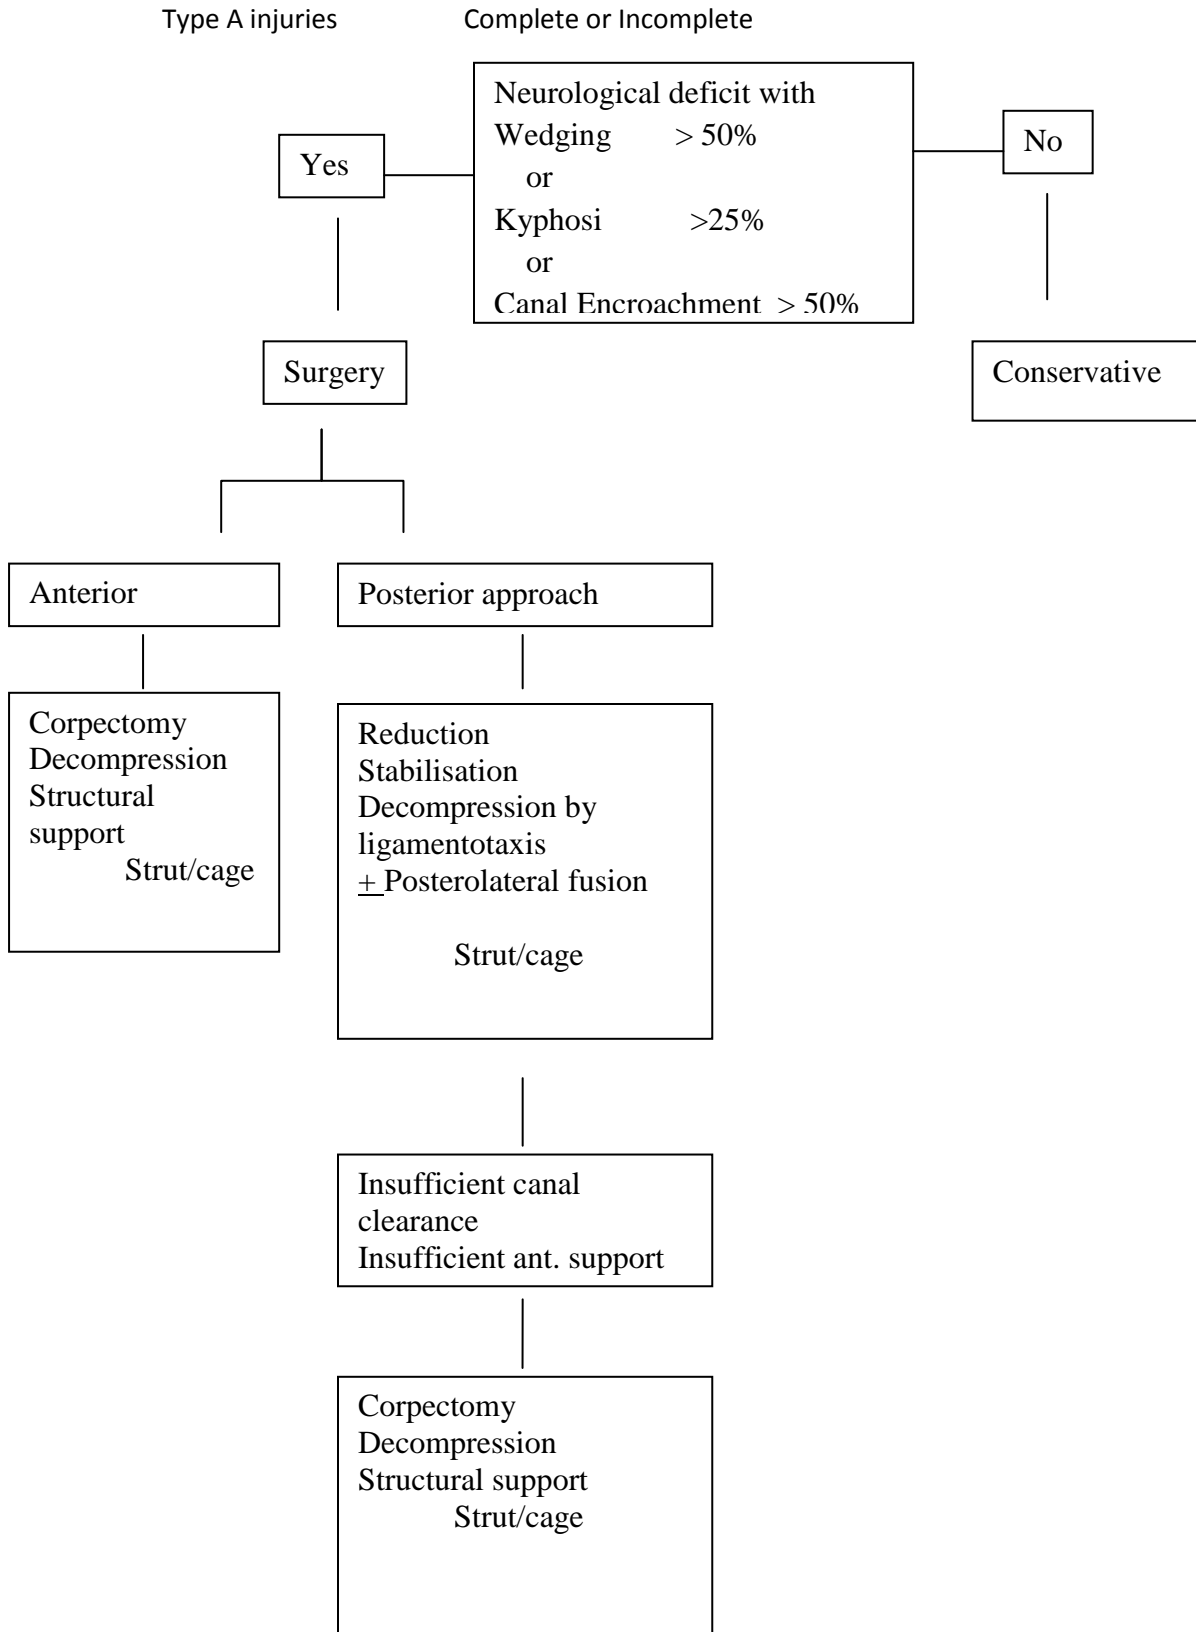 Type A injuries Complete or Incomplete
Neurological deficit with
Wedging > 50%
or
Kyphosi >25%
or
Canal Encroachment > 50%
Yes
No
Surgery
Conservative
Anterior
Posterior approach
Corpectomy
Decompression
Structural
support
Strut/cage
Reduction
Stabilisation
Decompression by
ligamentotaxis
+ Posterolateral fusion
Strut/cage
Insufficient canal
clearance
Insufficient ant. support
Corpectomy
Decompression
Structural support
Strut/cage